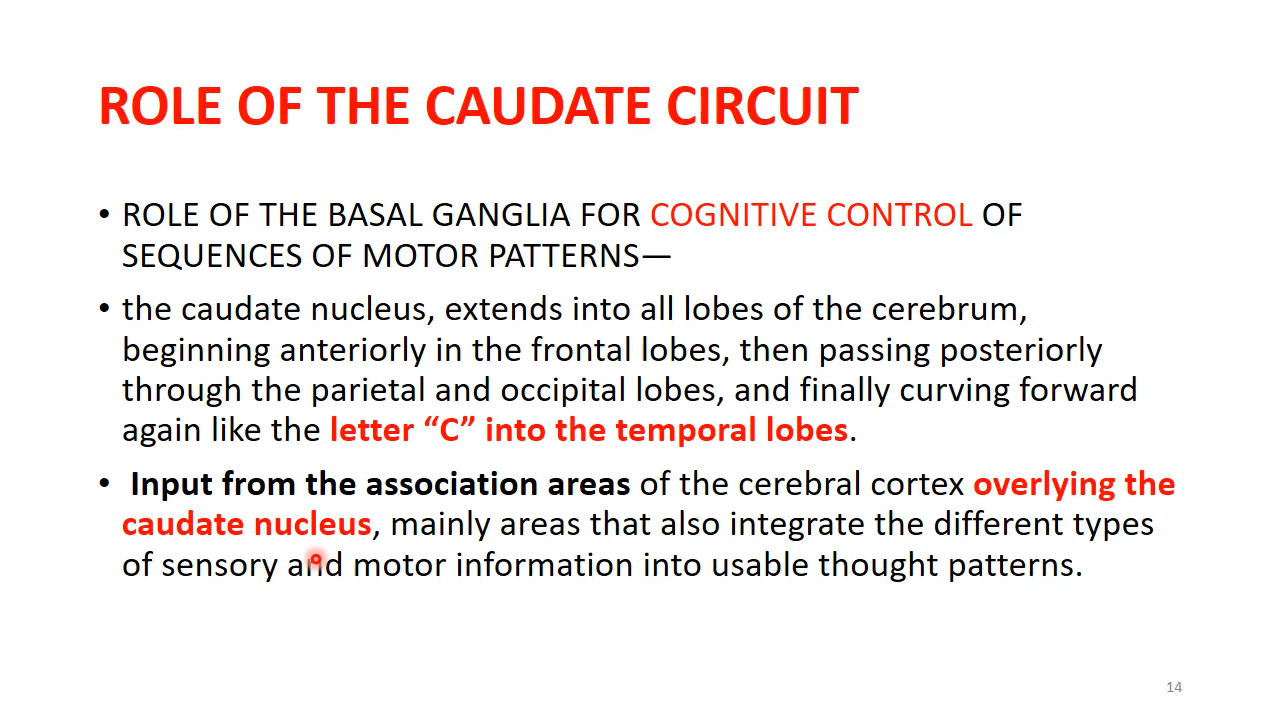 ROLE OF THE CAUDATE CIRCUIT
• ROLE OF THE BASAL GANGLIA FOR COGNITIVE CONTROL OF
SEQUENCES OF MOTOR PATTERNS—
• the caudate nucleus, extends into all lobes of the cerebrum,
beginning anteriorly in the frontal lobes, then passing posteriorly
through the parietal and occipital lobes, and finally curving forward
again like the letter “C” into the temporal lobes.
• Input from the association areas of the cerebral cortex overlying the
caudate nucleus, mainly areas that also integrate the different types
of sensory and motor information into usable thought patterns.
14